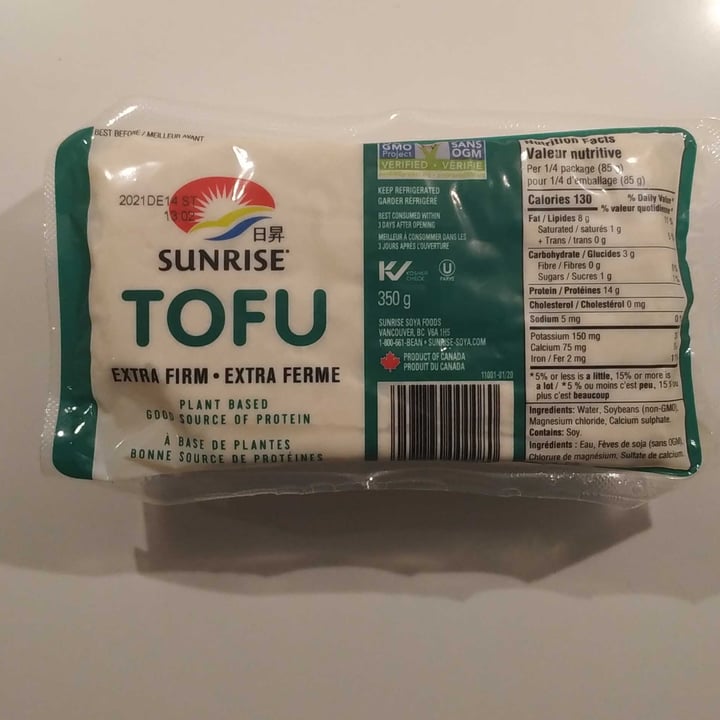 BEST BEFORE / MEILLEUR AVANT
2021 DE 14 ST
13 02
日昇
SUNRISE
TOFU
EXTRA FIRM • EXTRA FERME
PLANT BASED
GOOD SOURCE OF PROTEIN
À BASE DE PLANTES
BONNE SOURCE DE PROTÉINES
GMO SANS
Project OGM
VERIFIED • VÉRIFIÉ
KEEP REFRIGERATED
GARDER RÉFRIGÉRÉ
BEST CONSUMED WITHIN
3 DAYS AFTER OPENING
MEILLEUR À CONSOMMER DANS LES
3 JOURS APRÈS L'OUVERTURE
KOSHER
CHECK
U
PARVE
350 g
SUNRISE SOYA FOODS
VANCOUVER, BC V6A 1H5
1-800-661-BEAN • SUNRISE-SOYA.COM
PRODUCT OF CANADA
PRODUIT DU CANADA
11001-01/20
Nutrition Facts
Valeur nutritive
Per 1/4 package (85 g)
pour 1/4 d'emballage (85 g)
Calories 130 % Daily Value*
% valeur quotidienne*
Fat / Lipides 8 g
Saturated / saturés 1 g
+ Trans / trans 0 g
Carbohydrate / Glucides 3 g
Fibre / Fibres 0 g
Sugars / Sucres 1 g
Protein / Protéines 14 g
Cholesterol / Cholestérol 0 mg
Sodium 5 mg
Potassium 150 mg
Calcium 75 mg
Iron / Fer 2 mg
*5% or less is a little, 15% or more is
a lot / *5 % ou moins c'est peu, 15 % ou
plus c'est beaucoup
Ingredients: Water, Soybeans (non-GMO),
Magnesium chloride, Calcium sulphate.
Contains: Soy.
Ingrédients : Eau, Fèves de soja (sans OGM),
Chlorure de magnésium, Sulfate de calcium.